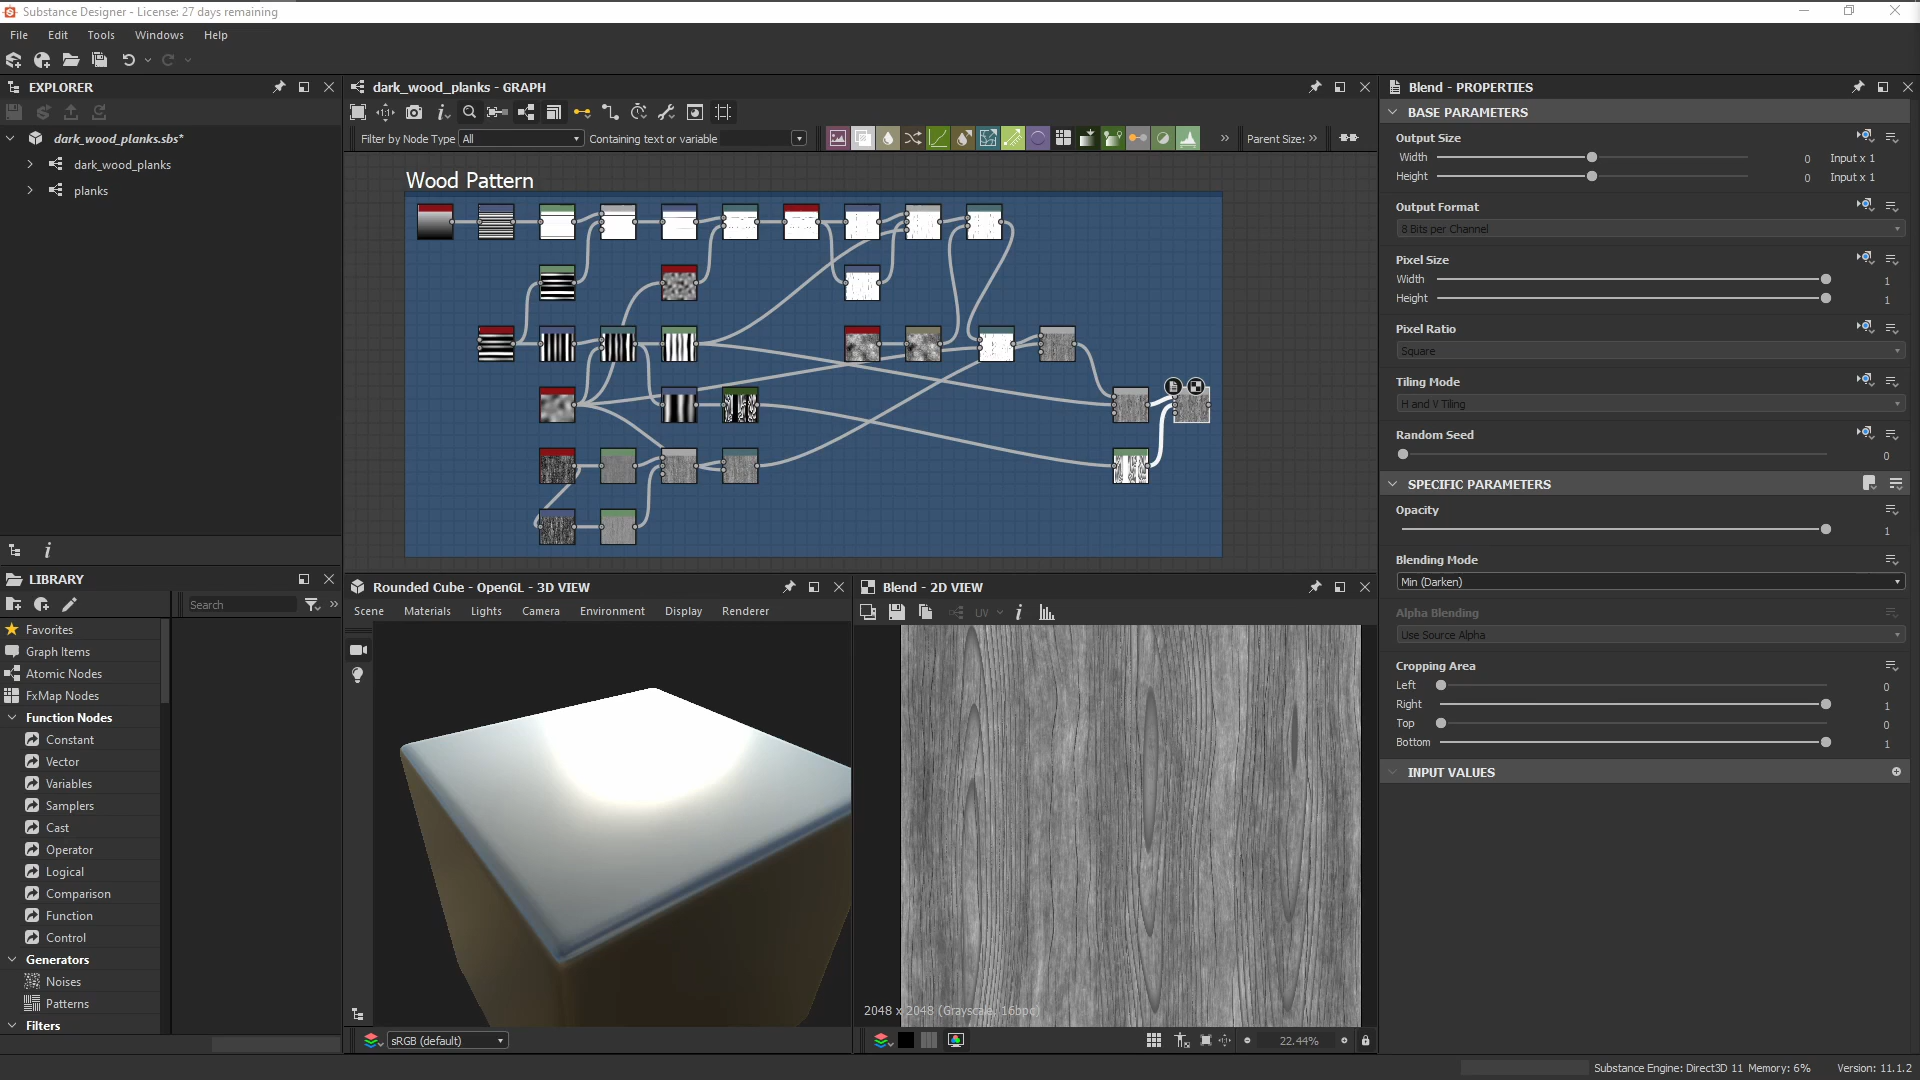 Substance Designer - License: 27 days remaining
File Edit Tools Windows Help
EXPLORER
dark_wood_planks.sbs*
dark_wood_planks
planks
LIBRARY
Search
Favorites
Graph Items
Atomic Nodes
FxMap Nodes
Function Nodes
Constant
Vector
Variables
Samplers
Cast
Operator
Logical
Comparison
Function
Control
Generators
Noises
Patterns
Filters
dark_wood_planks - GRAPH
Filter by Node Type All Containing text or variable Parent Size:
Wood Pattern
Rounded Cube - OpenGL - 3D VIEW
Scene Materials Lights Camera Environment Display Renderer
sRGB (default)
Blend - 2D VIEW
UV
2048 x 2048 (Grayscale, 16bpc)
22.44%
Blend - PROPERTIES
BASE PARAMETERS
Output Size
Width 0 Input x 1
Height 0 Input x 1
Output Format
8 Bits per Channel
Pixel Size
Width 1
Height 1
Pixel Ratio
Square
Tiling Mode
H and V Tiling
Random Seed
0
SPECIFIC PARAMETERS
Opacity
1
Blending Mode
Min (Darken)
Alpha Blending
Use Source Alpha
Cropping Area
Left 0
Right 1
Top 0
Bottom 1
INPUT VALUES
Substance Engine: Direct3D 11 Memory: 6% Version: 11.1.2